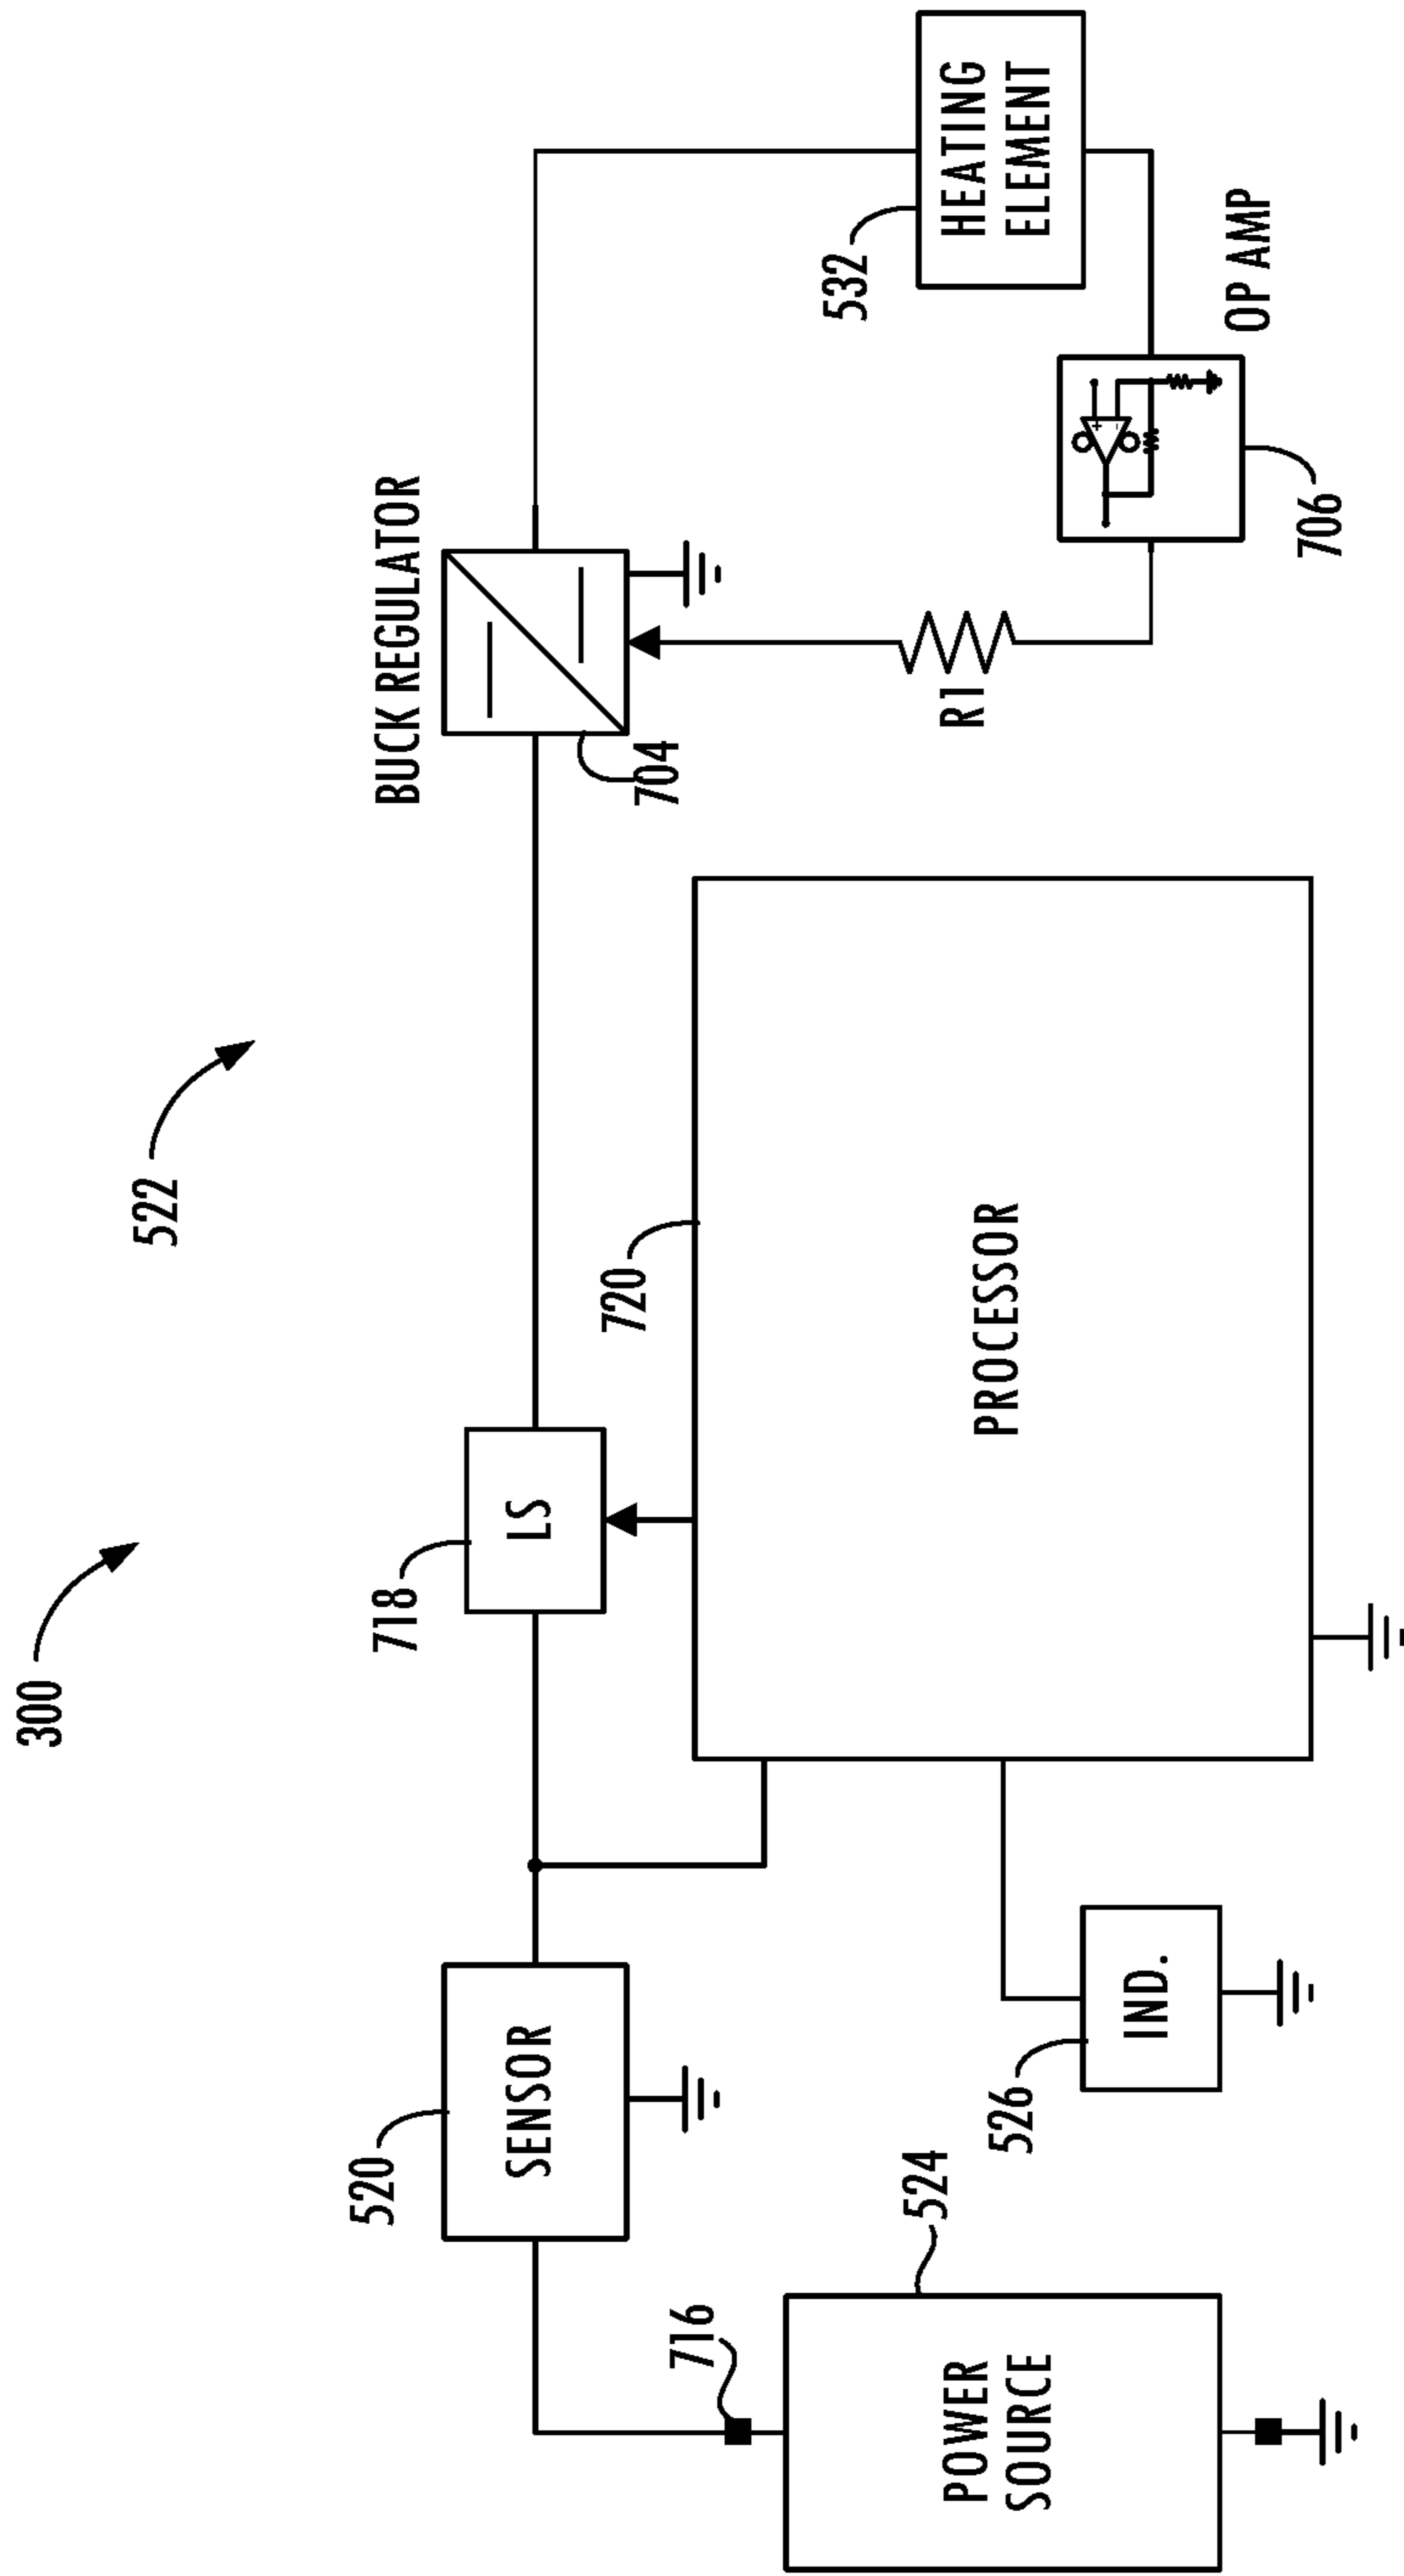 300
522
BUCK REGULATOR
520
SENSOR
718
LS
704
720
PROCESSOR
716
524
POWER
SOURCE
526
IND.
R1
532
HEATING
ELEMENT
OP AMP
+
-
706